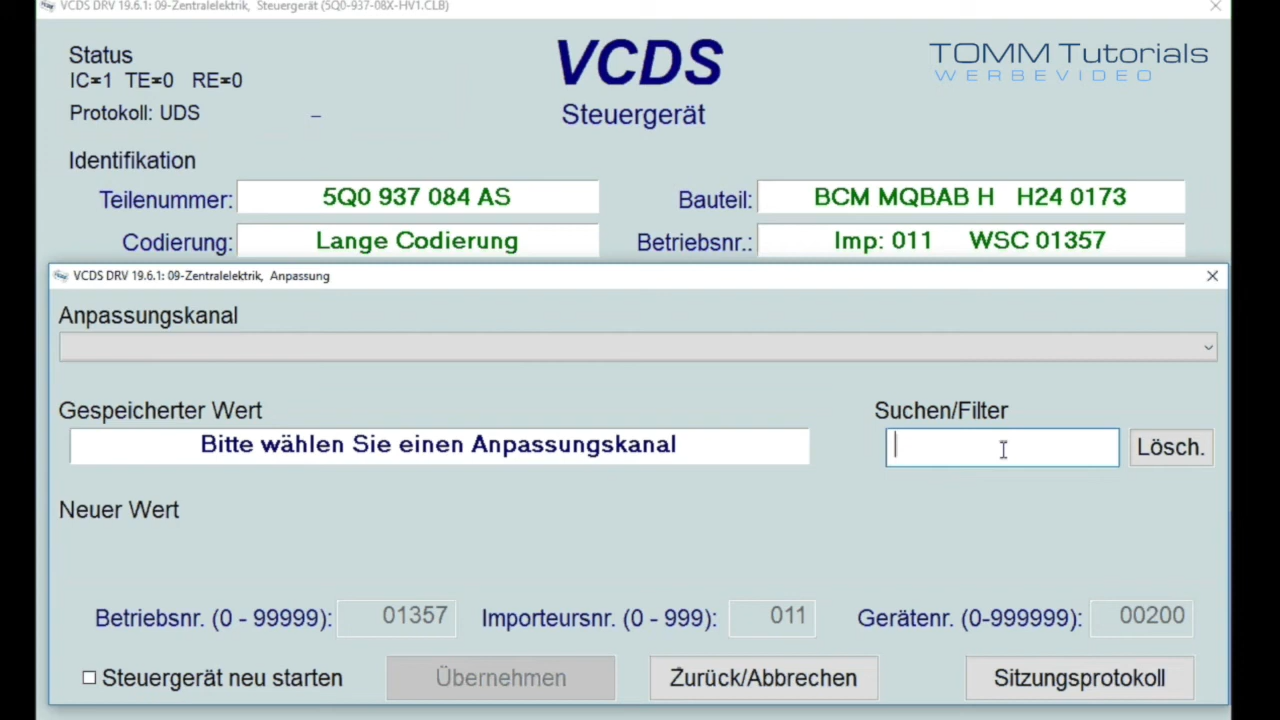 VCDS DRV 19.6.1: 09-Zentralelektrik, Steuergerät (5Q0-937-08X-HV1.CLB)
Status
IC=1 TE=0 RE=0
Protokoll: UDS
VCDS
Steuergerät
TOMM Tutorials
WERBEVIDEO
Identifikation
Teilenummer: 5Q0 937 084 AS
Bauteil: BCM MQBAB H H24 0173
Codierung: Lange Codierung
Betriebsnr.: Imp: 011 WSC 01357
VCDS DRV 19.6.1: 09-Zentralelektrik, Anpassung
Anpassungskanal
Gespeicherter Wert
Suchen/Filter
Bitte wählen Sie einen Anpassungskanal
Lösch.
Neuer Wert
Betriebsnr. (0 - 99999): 01357
Importeursnr. (0 - 999): 011
Gerätenr. (0-999999): 00200
Steuergerät neu starten
Übernehmen
Zurück/Abbrechen
Sitzungsprotokoll